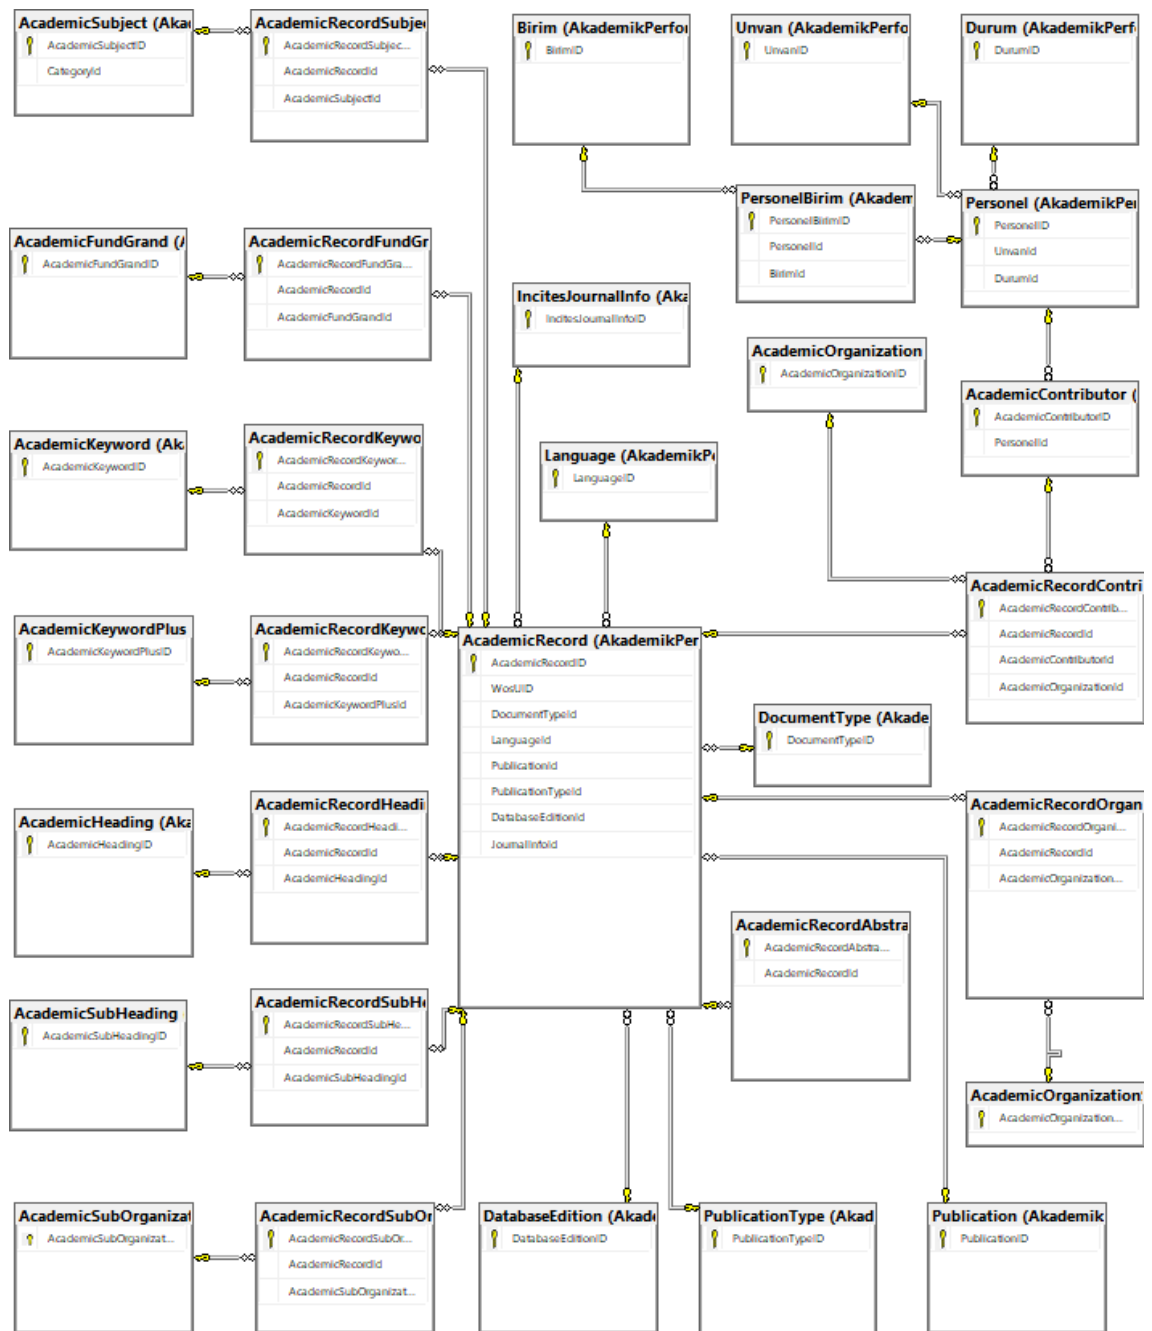 AcademicSubject (Aka
AcademicSubjectID
CategoryId
AcademicRecordSubje
AcademicRecordSubjec...
AcademicRecordId
AcademicSubjectId
Birim (AkademikPerfor
BirimID
Unvan (AkademikPerfo
UnvanID
Durum (AkademikPerf
DurumID
PersonelBirim (Akadem
PersonelBirimID
PersonelId
BirimId
Personel (AkademikPer
PersonelID
UnvanId
DurumId
AcademicFundGrand (A
AcademicFundGrandID
AcademicRecordFundGr
AcademicRecordFundGra...
AcademicRecordId
AcademicFundGrandId
IncitesJournalInfo (Aka
IncitesJournalInfoID
AcademicOrganization
AcademicOrganizationID
AcademicContributor (
AcademicContributorID
PersonelId
AcademicKeyword (Aka
AcademicKeywordID
AcademicRecordKeywo
AcademicRecordKeywor...
AcademicRecordId
AcademicKeywordId
Language (AkademikPe
LanguageID
AcademicRecordContri
AcademicRecordContrib...
AcademicRecordId
AcademicContributorId
AcademicOrganizationId
AcademicKeywordPlus
AcademicKeywordPlusID
AcademicRecordKeywo
AcademicRecordKeywo...
AcademicRecordId
AcademicKeywordPlusId
AcademicRecord (AkademikPer
AcademicRecordID
WosUID
DocumentTypeId
LanguageId
PublicationId
PublicationTypeId
DatabaseEditionId
JournalInfoId
DocumentType (Akade
DocumentTypeID
AcademicHeading (Aka
AcademicHeadingID
AcademicRecordHeadi
AcademicRecordHeadi...
AcademicRecordId
AcademicHeadingId
AcademicRecordOrgan
AcademicRecordOrgani...
AcademicRecordId
AcademicOrganization...
AcademicRecordAbstra
AcademicRecordAbstra...
AcademicRecordId
AcademicSubHeading
AcademicSubHeadingID
AcademicRecordSubHe
AcademicRecordSubHe...
AcademicRecordId
AcademicSubHeadingId
AcademicOrganization
AcademicOrganization...
AcademicSubOrganizat
AcademicSubOrganizat...
AcademicRecordSubOr
AcademicRecordSubOr...
AcademicRecordId
AcademicSubOrganizat...
DatabaseEdition (Akade
DatabaseEditionID
PublicationType (Akad
PublicationTypeID
Publication (Akademik
PublicationID